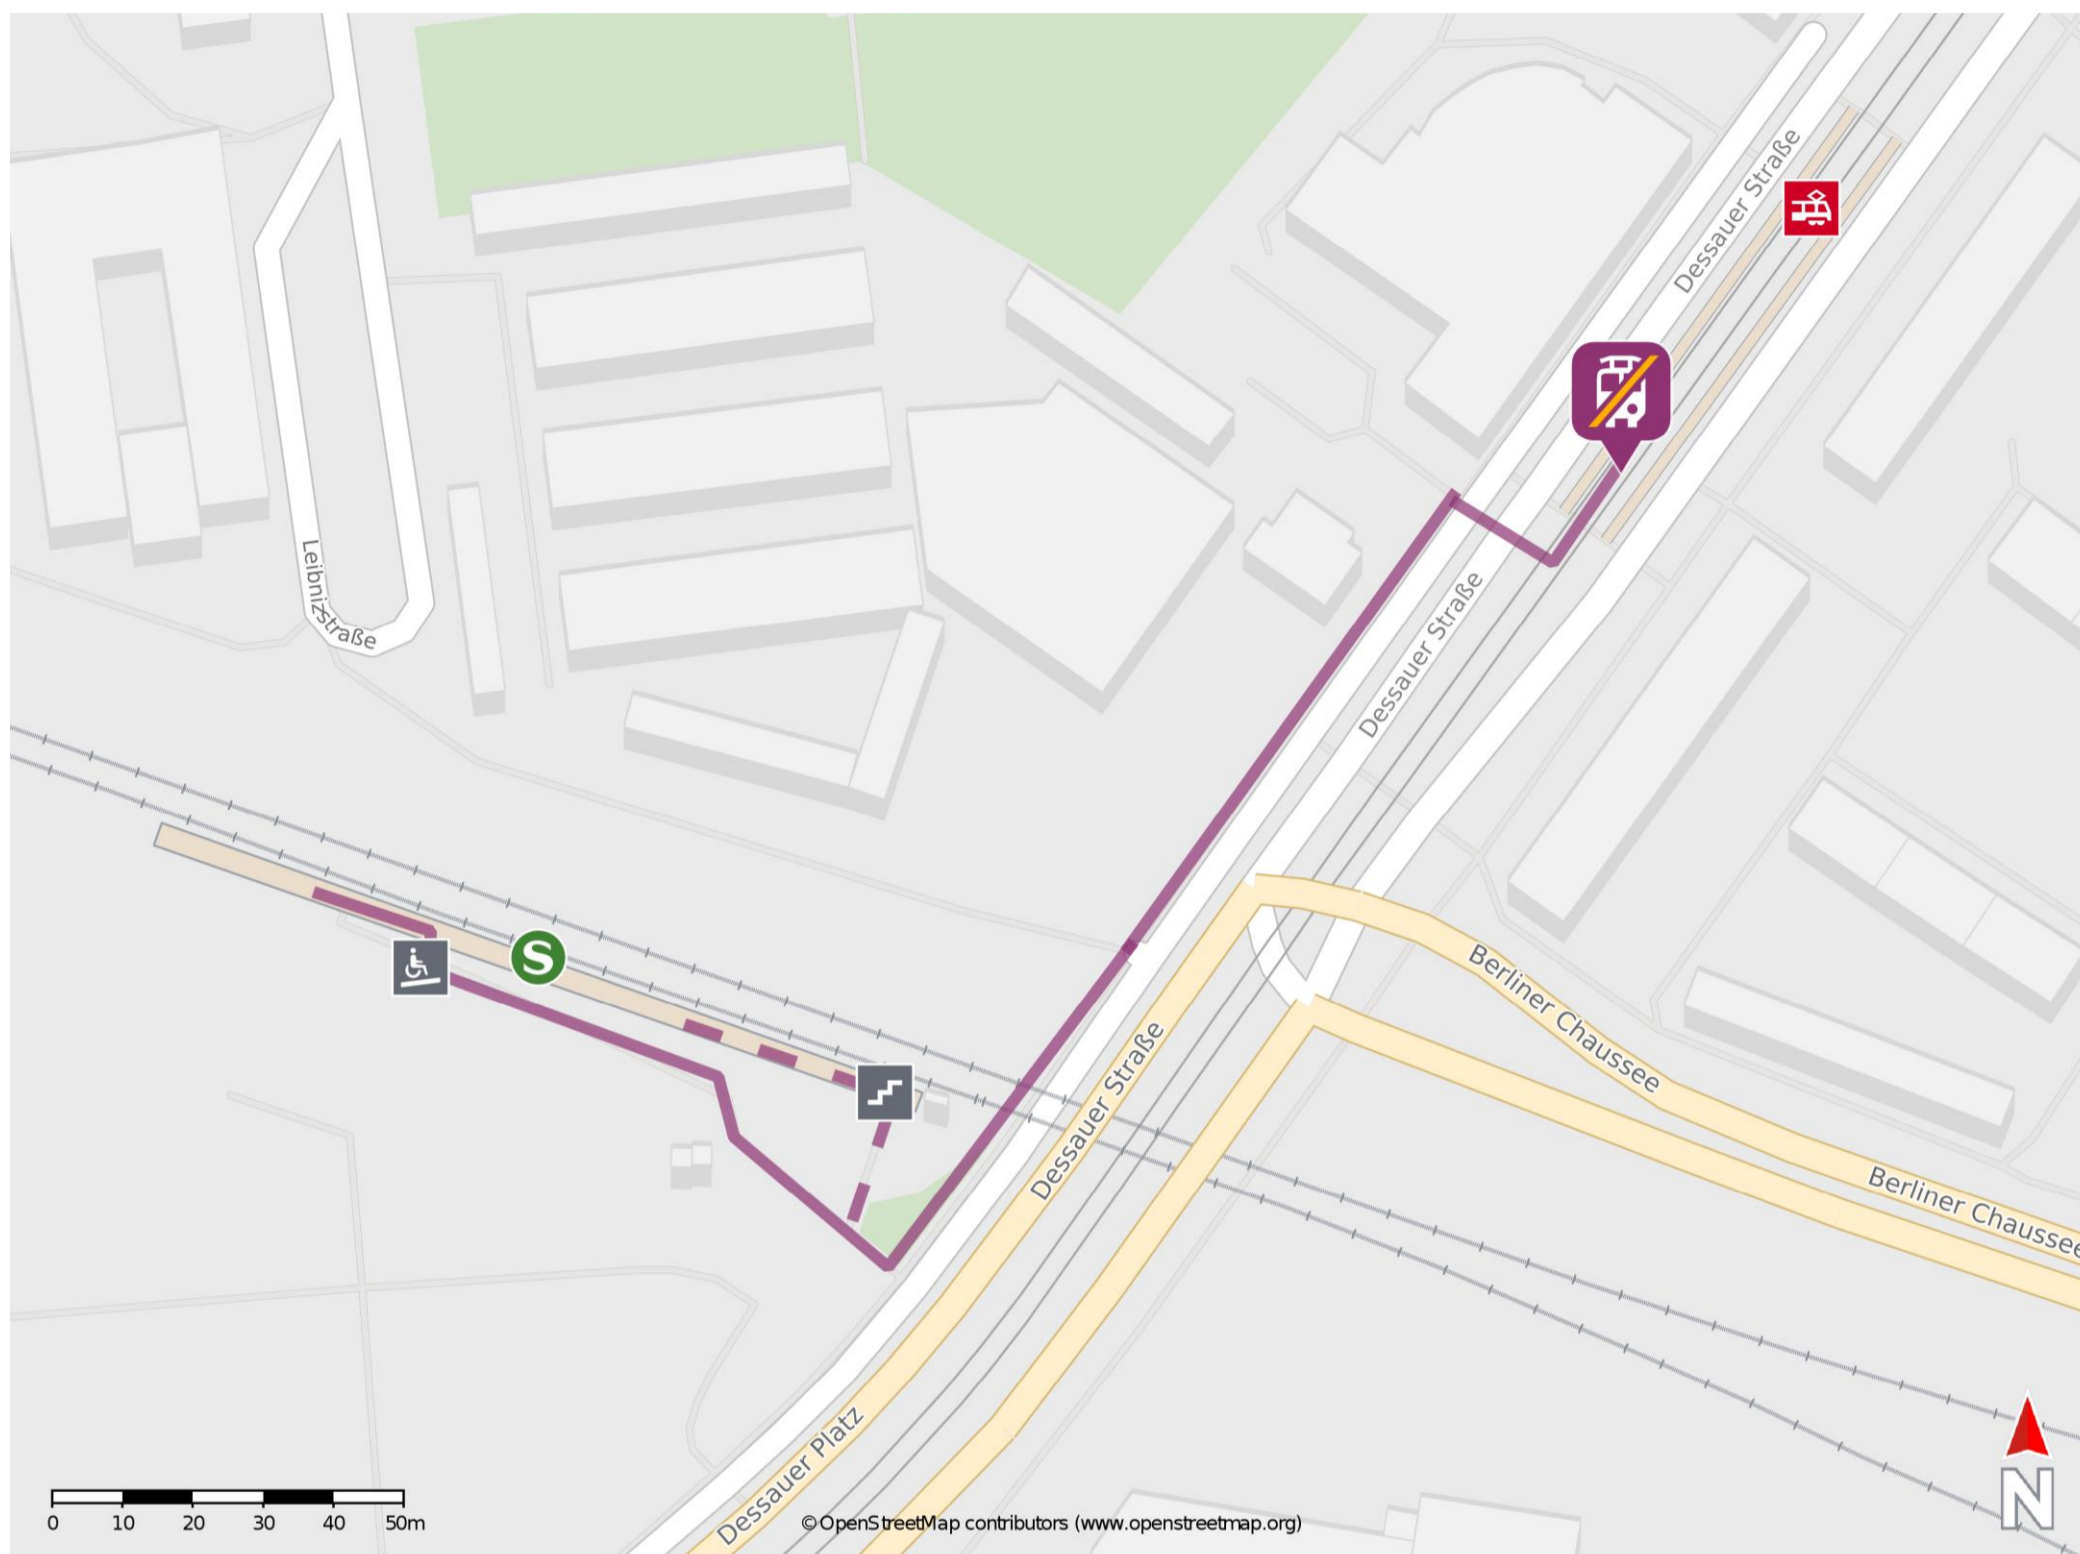 Dessauer Straße
Leibnizstraße
Dessauer Straße
S
Berliner Chaussee
Dessauer Straße
Berliner Chaussee
Dessauer Platz
N
0 10 20 30 40 50m
©OpenStreetMap contributors (www.openstreetmap.org)